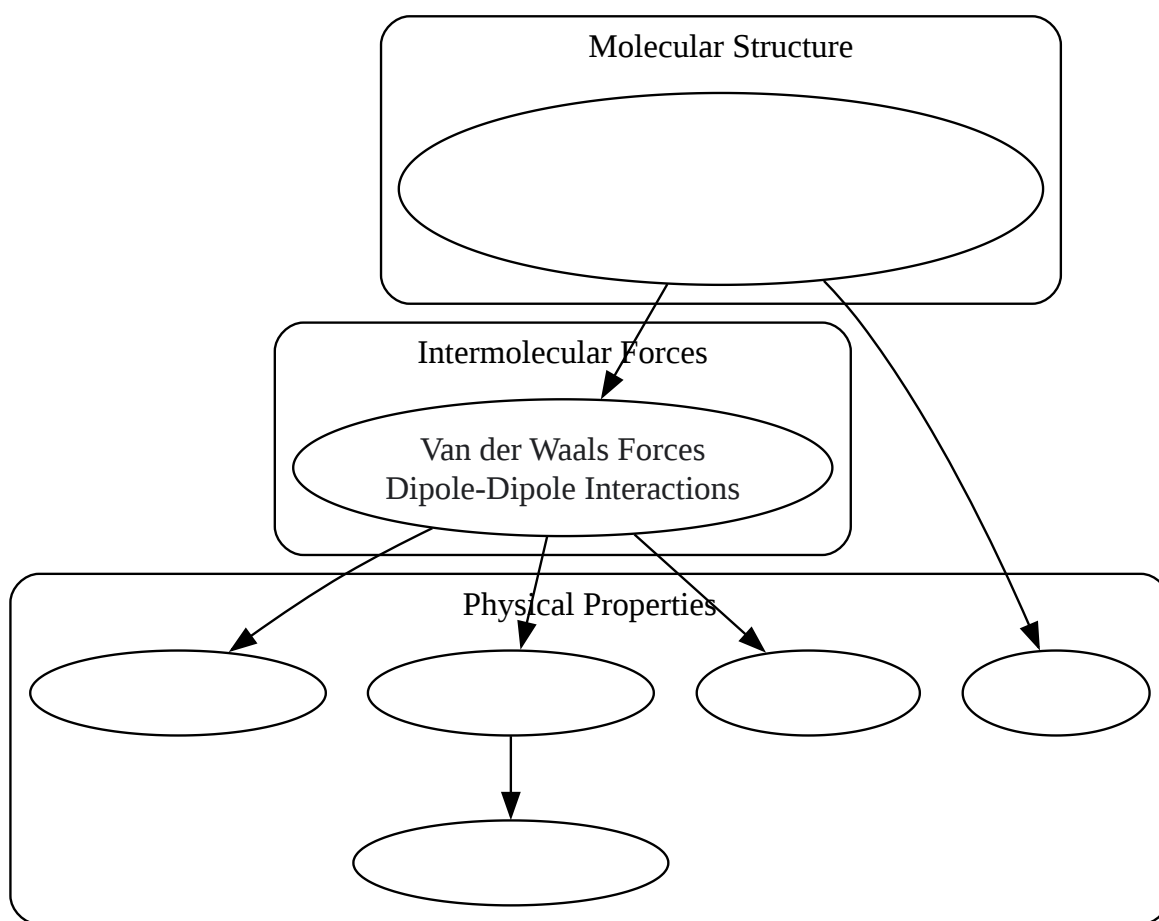 Molecular Structure
Intermolecular Forces
Van der Waals Forces
Dipole-Dipole Interactions
Physical Properties